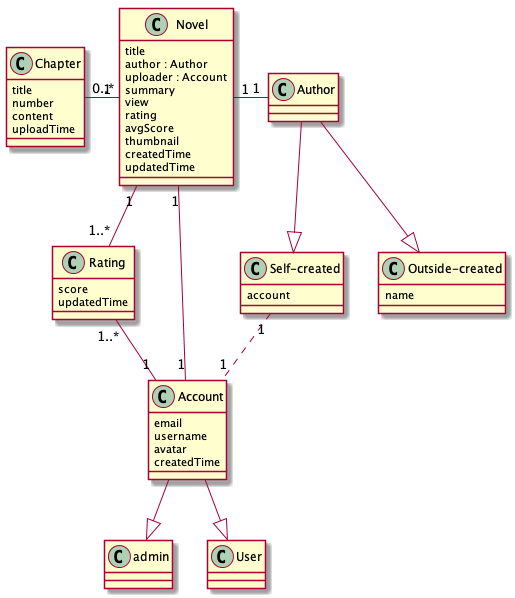 C Novel
title
author : Author
uploader : Account
summary
view
rating
avgScore
thumbnail
createdTime
updatedTime
C Chapter
title
number
content
uploadTime
1
1 1
C Author
1
1..*
1
C Rating
score
updatedTime
C Self-created
account
C Outside-created
name
1..*
1
1
1
1
C Account
email
username
avatar
createdTime
C admin
C User